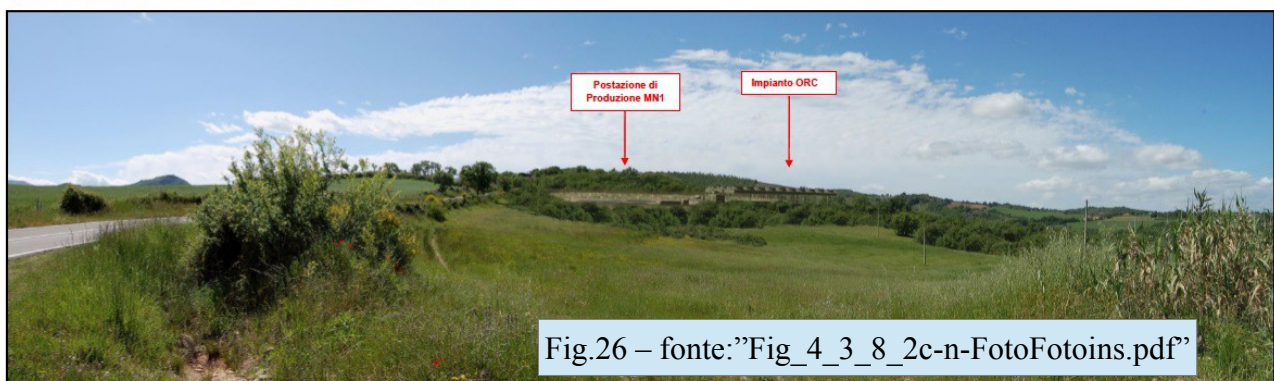 Postazione di
Produzione MN1
Impianto ORC
Fig.26 – fonte:”Fig_4_3_8_2c-n-FotoFotoins.pdf”